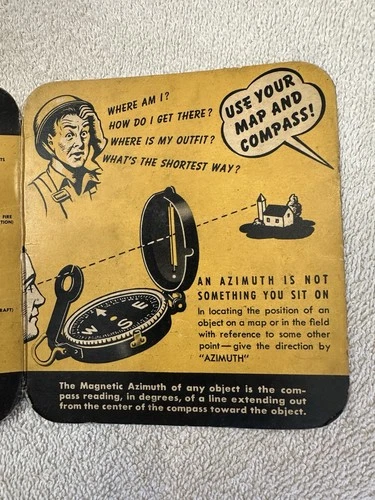 WHERE AM I?
HOW DO I GET THERE?
WHERE IS MY OUTFIT?
WHAT'S THE SHORTEST WAY?
USE YOUR
MAP AND
COMPASS!
AN AZIMUTH IS NOT
SOMETHING YOU SIT ON
In locating the position of an
object on a map or in the field
with reference to some other
point—give the direction by
"AZIMUTH"
The Magnetic Azimuth of any object is the com-
pass reading, in degrees, of a line extending out
from the center of the compass toward the object.
W
S
FIRE